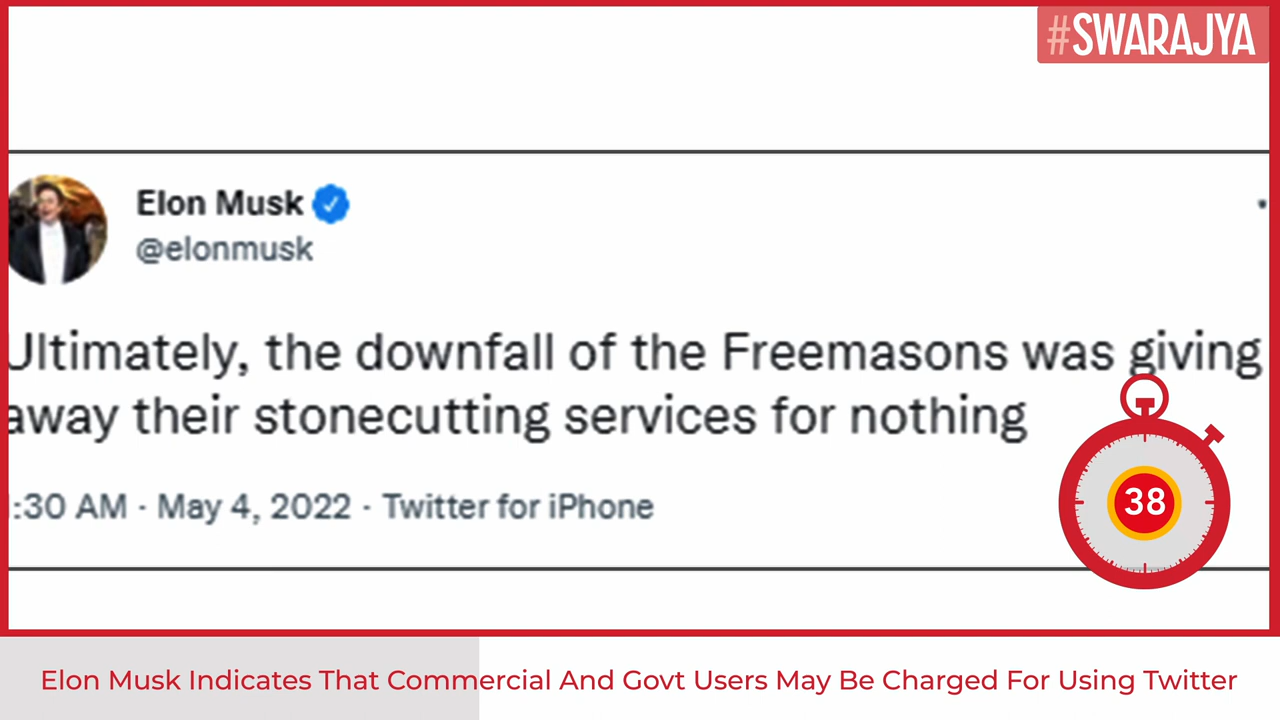 #SWARAJYA
Elon Musk
@elonmusk
Ultimately, the downfall of the Freemasons was giving
away their stonecutting services for nothing
:30 AM · May 4, 2022 · Twitter for iPhone
38
Elon Musk Indicates That Commercial And Govt Users May Be Charged For Using Twitter